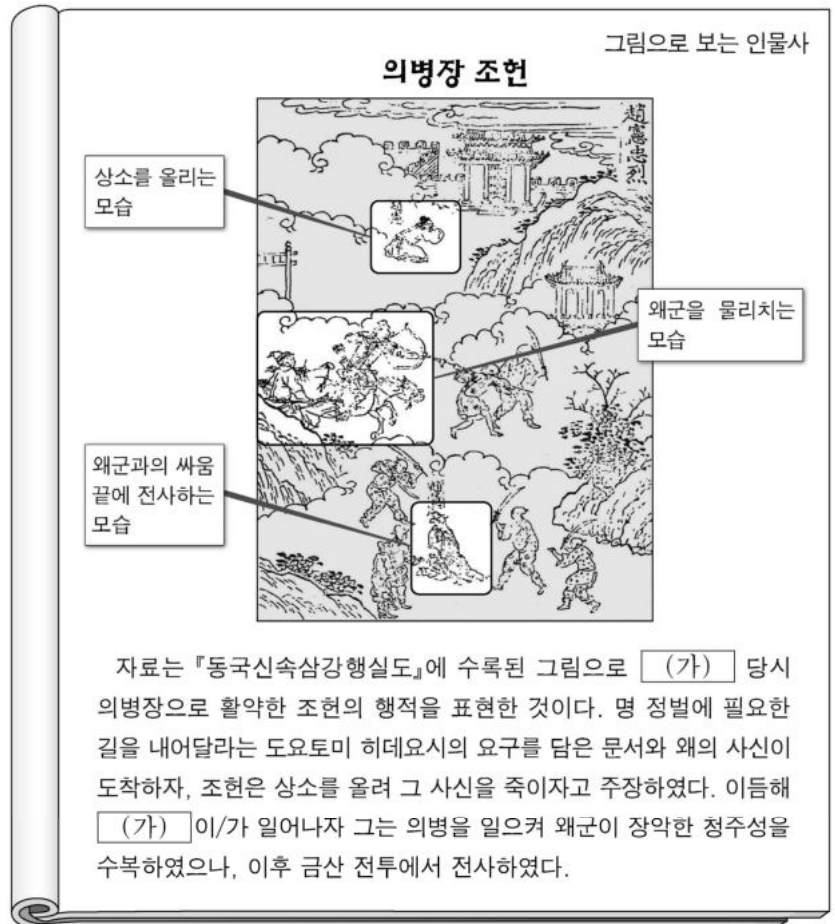 그림으로 보는 인물사
의병장 조헌
趙憲忠烈
상소를 올리는
모습
왜군을 물리치는
모습
왜군과의 싸움
끝에 전사하는
모습
자료는 『동국신속삼강행실도』에 수록된 그림으로 (가) 당시
의병장으로 활약한 조헌의 행적을 표현한 것이다. 명 정벌에 필요한
길을 내어달라는 도요토미 히데요시의 요구를 담은 문서와 왜의 사신이
도착하자, 조헌은 상소를 올려 그 사신을 죽이자고 주장하였다. 이듬해
(가) 이/가 일어나자 그는 의병을 일으켜 왜군이 장악한 청주성을
수복하였으나, 이후 금산 전투에서 전사하였다.